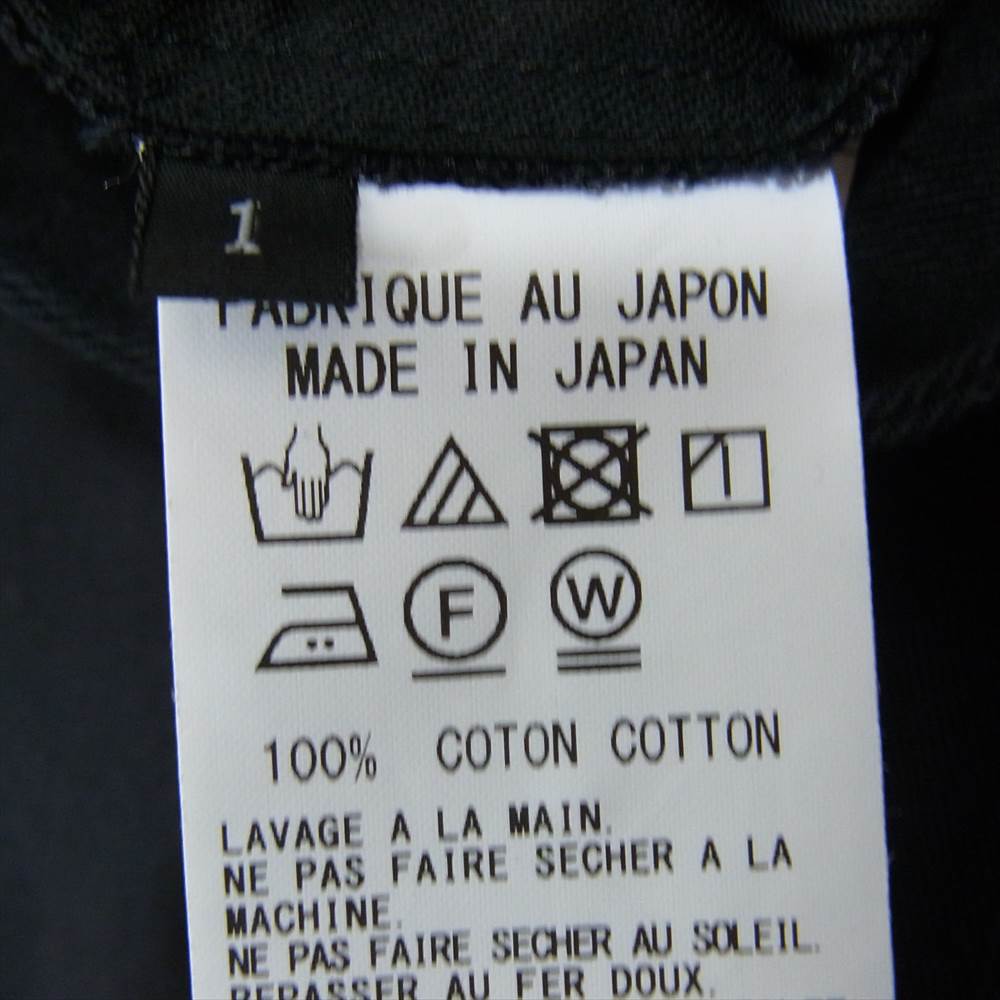 1
FABRIQUE AU JAPON
MADE IN JAPAN
F W
100% COTON COTTON
LAVAGE A LA MAIN.
NE PAS FAIRE SECHER A LA
MACHINE.
NE PAS FAIRE SECHER AU SOLEIL.
REPASSER AU FER DOUX.